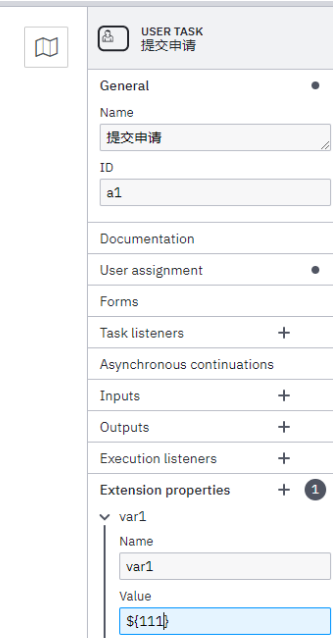 USER TASK
提交申请
General
Name
提交申请
ID
a1
Documentation
User assignment
Forms
Task listeners
Asynchronous continuations
Inputs
Outputs
Execution listeners
Extension properties 1
var1
Name
var1
Value
${111}